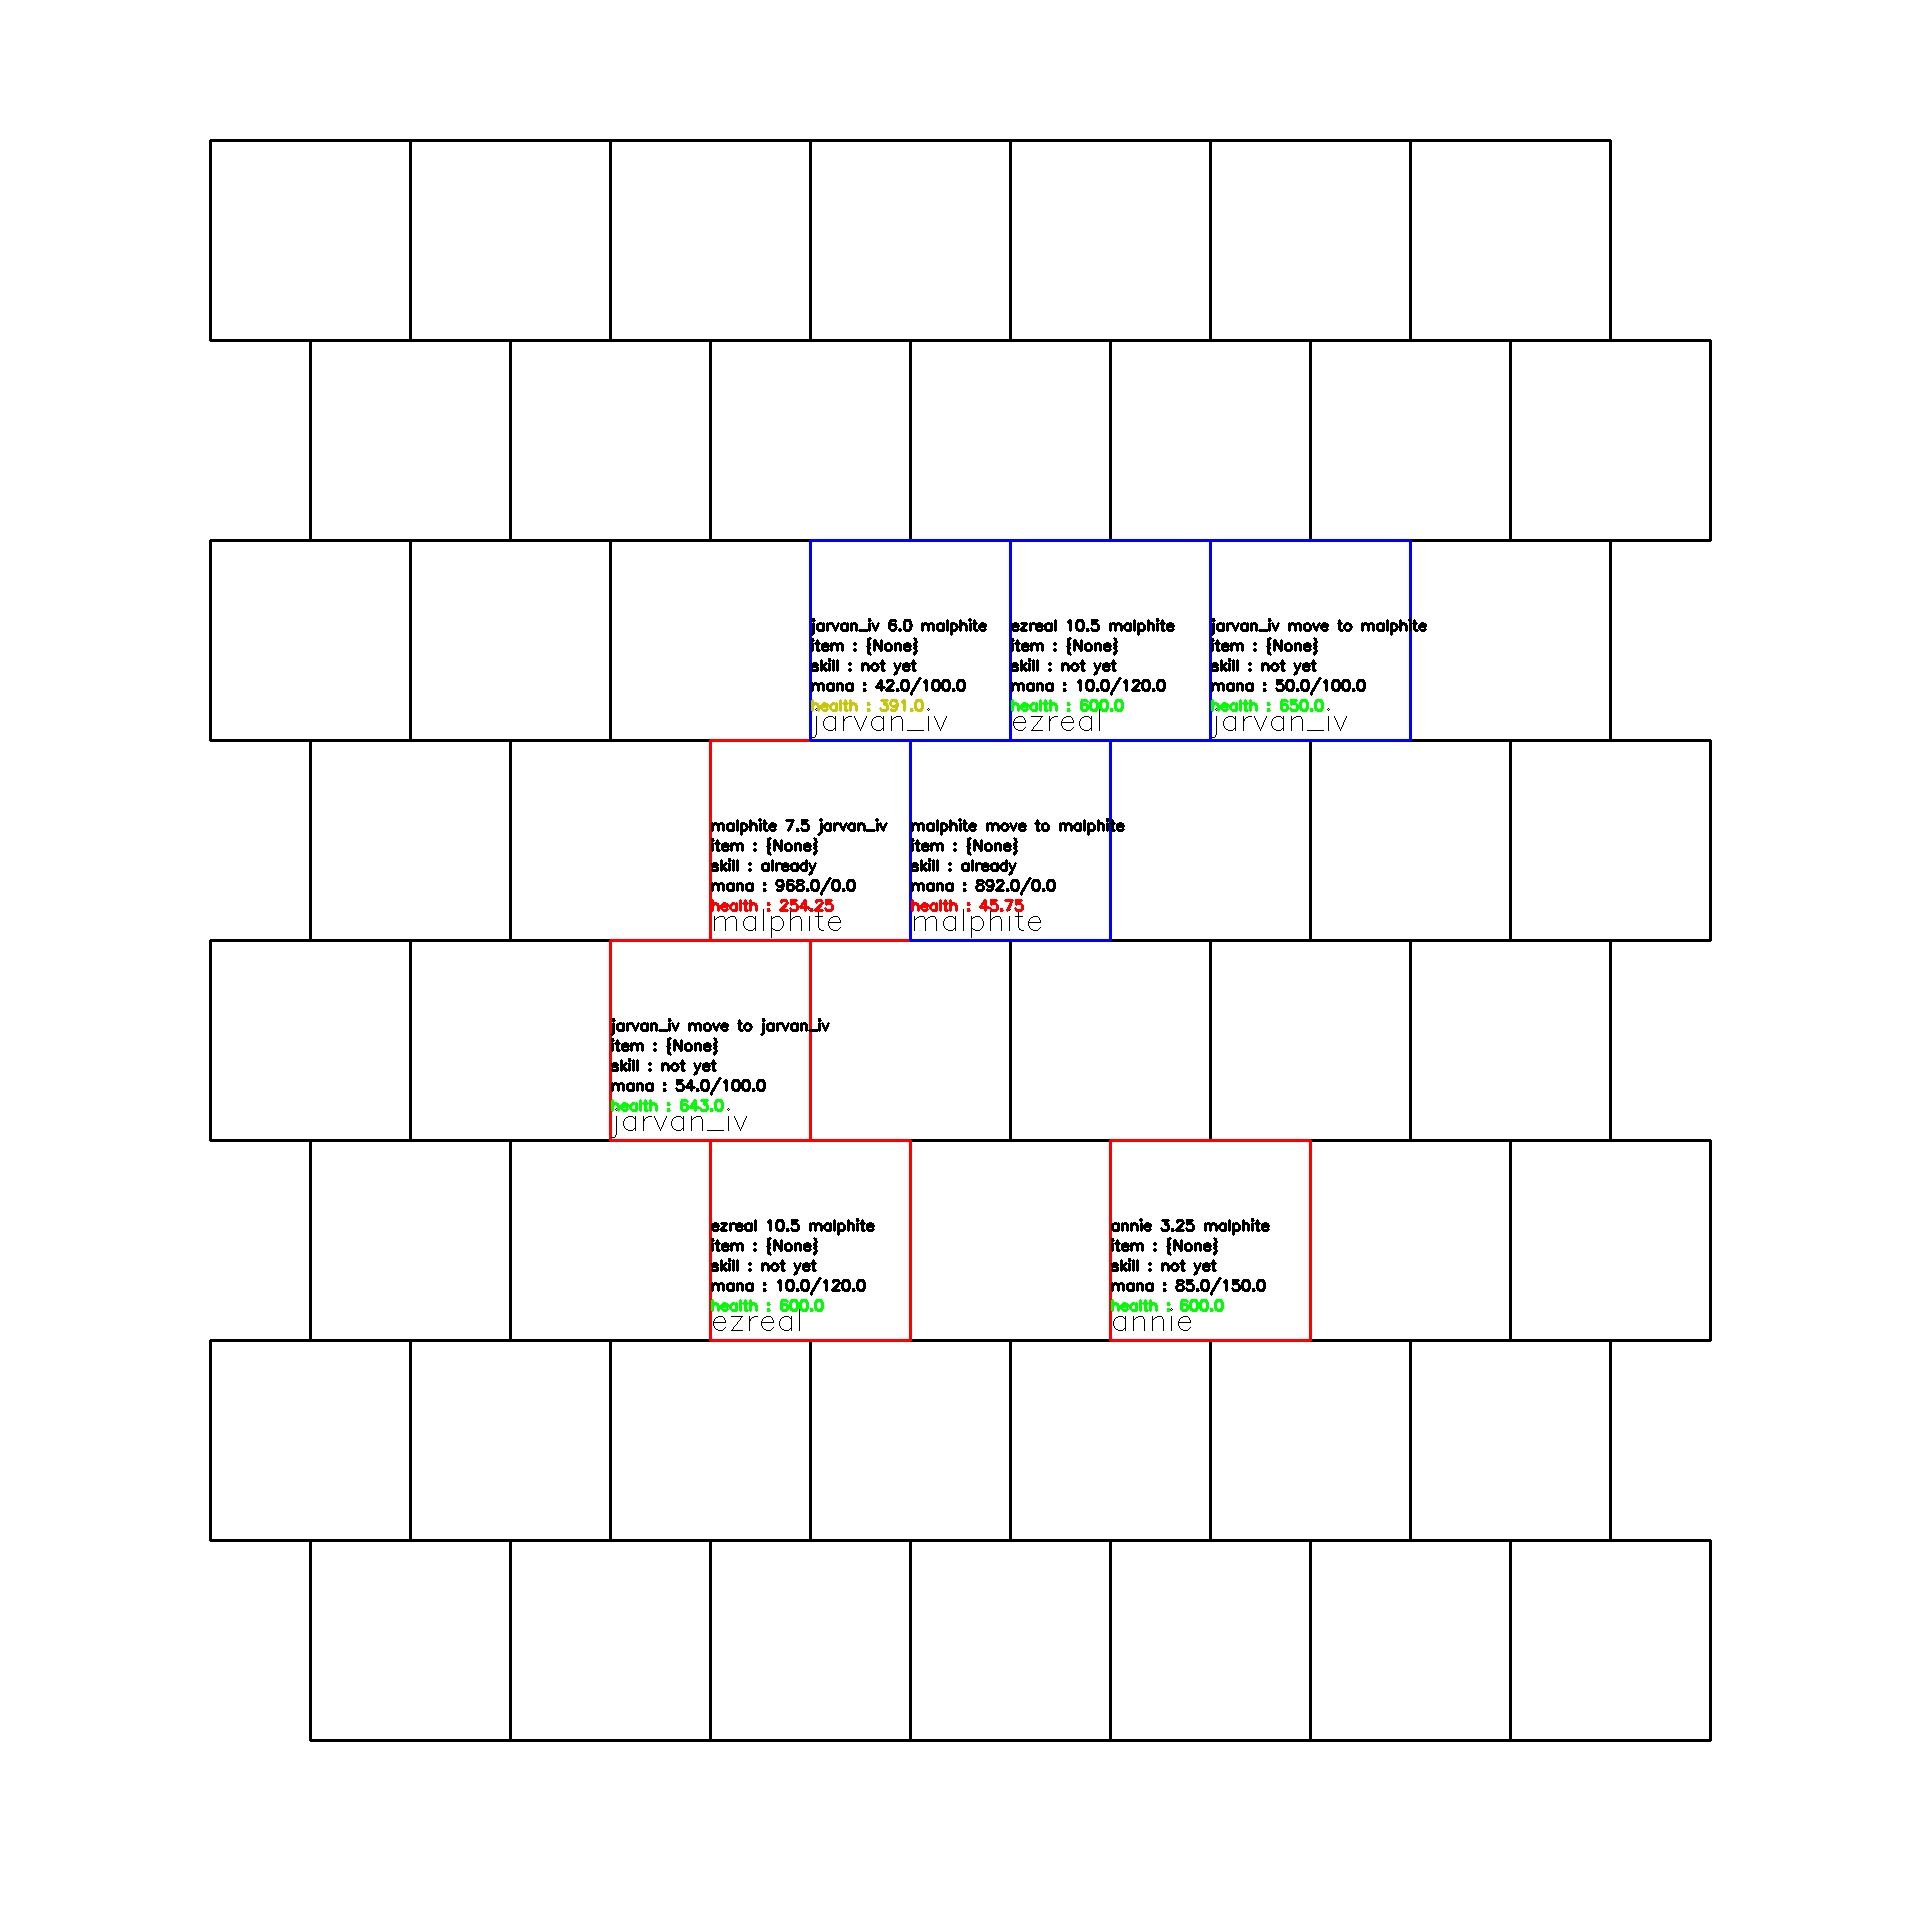 jarvan_iv 6.0 malphite
item : {None}
skill : not yet
mana : 42.0/100.0
health : 391.0
jarvan_iv
ezreal 10.5 malphite
item : {None}
skill : not yet
mana : 10.0/120.0
health : 600.0
ezreal
jarvan_iv move to malphite
item : {None}
skill : not yet
mana : 50.0/100.0
health : 650.0
jarvan_iv
malphite 7.5 jarvan_iv
item : {None}
skill : already
mana : 968.0/0.0
health : 254.25
malphite
malphite move to malphite
item : {None}
skill : already
mana : 892.0/0.0
health : 45.75
malphite
jarvan_iv move to jarvan_iv
item : {None}
skill : not yet
mana : 54.0/100.0
health : 643.0
jarvan_iv
ezreal 10.5 malphite
item : {None}
skill : not yet
mana : 10.0/120.0
health : 600.0
ezreal
annie 3.25 malphite
item : {None}
skill : not yet
mana : 85.0/150.0
health : 600.0
annie